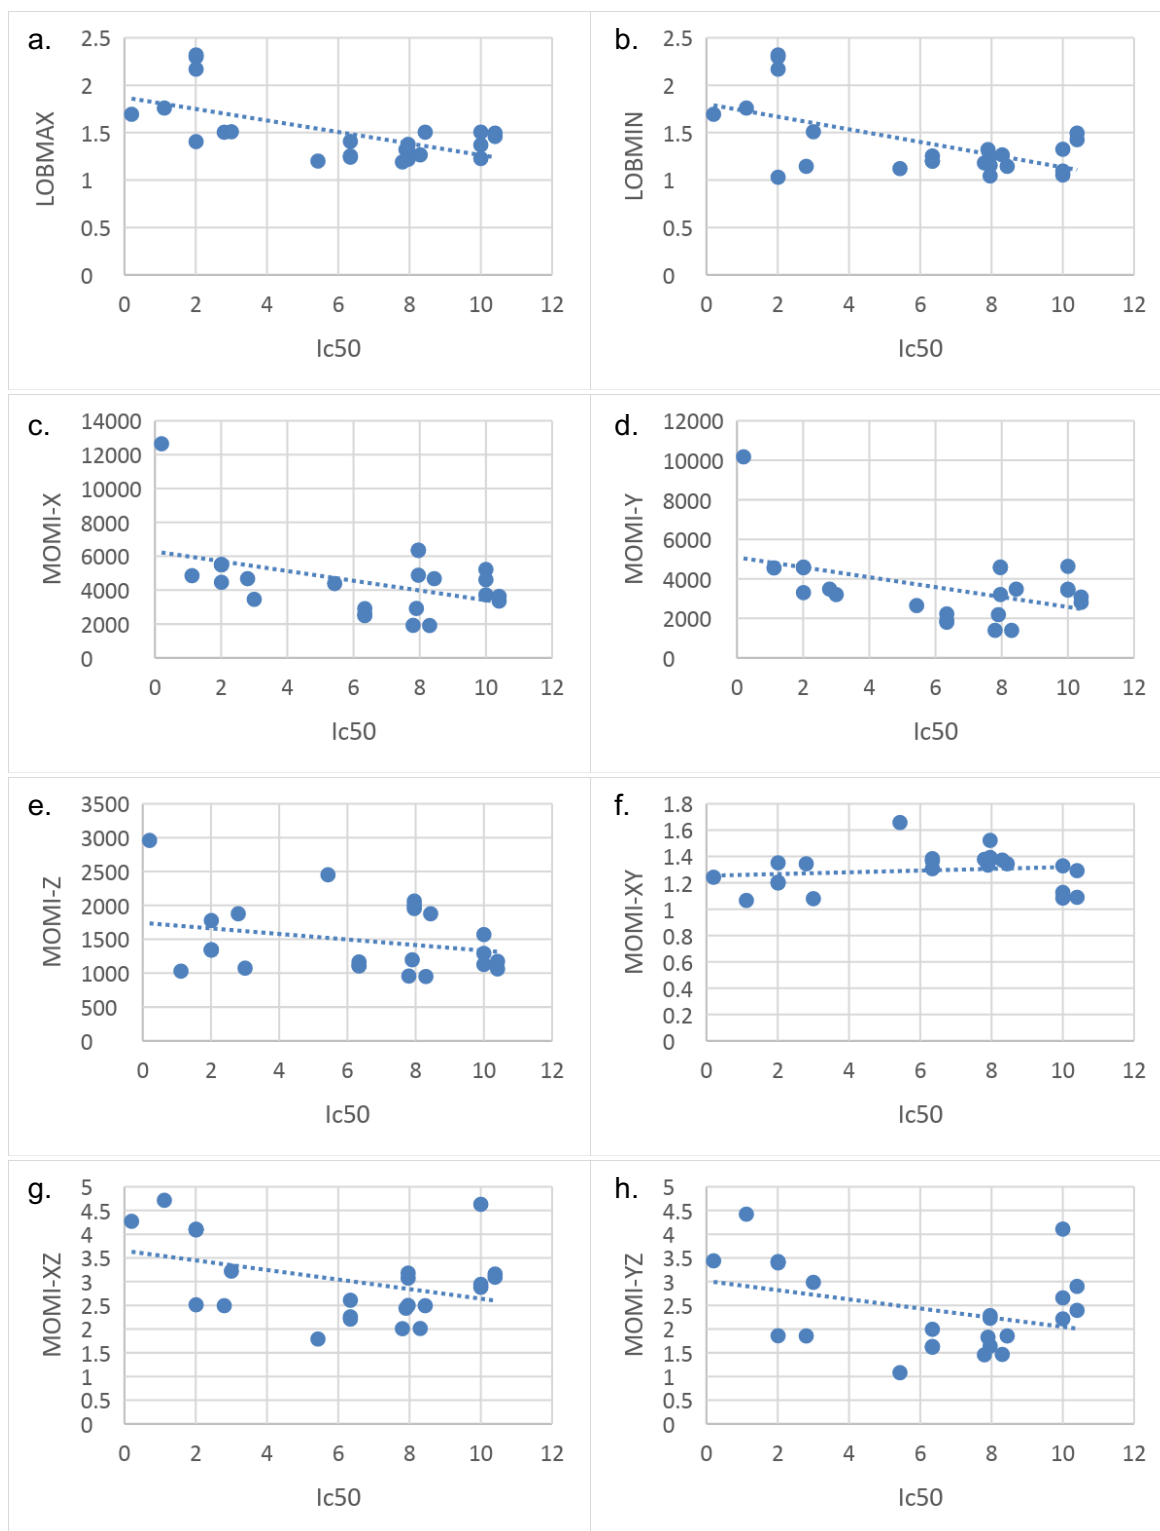 a.
LOBMAX
2.5
2
1.5
1
0.5
0
0 2 4 6 8 10 12
Ic50
b.
LOBMIN
2.5
2
1.5
1
0.5
0
0 2 4 6 8 10 12
Ic50
c.
MOMI-X
14000
12000
10000
8000
6000
4000
2000
0
0 2 4 6 8 10 12
Ic50
d.
MOMI-Y
12000
10000
8000
6000
4000
2000
0
0 2 4 6 8 10 12
Ic50
e.
MOMI-Z
3500
3000
2500
2000
1500
1000
500
0
0 2 4 6 8 10 12
Ic50
f.
MOMI-XY
1.8
1.6
1.4
1.2
1
0.8
0.6
0.4
0.2
0
0 2 4 6 8 10 12
Ic50
g.
MOMI-XZ
5
4.5
4
3.5
3
2.5
2
1.5
1
0.5
0
0 2 4 6 8 10 12
Ic50
h.
MOMI-YZ
5
4.5
4
3.5
3
2.5
2
1.5
1
0.5
0
0 2 4 6 8 10 12
Ic50